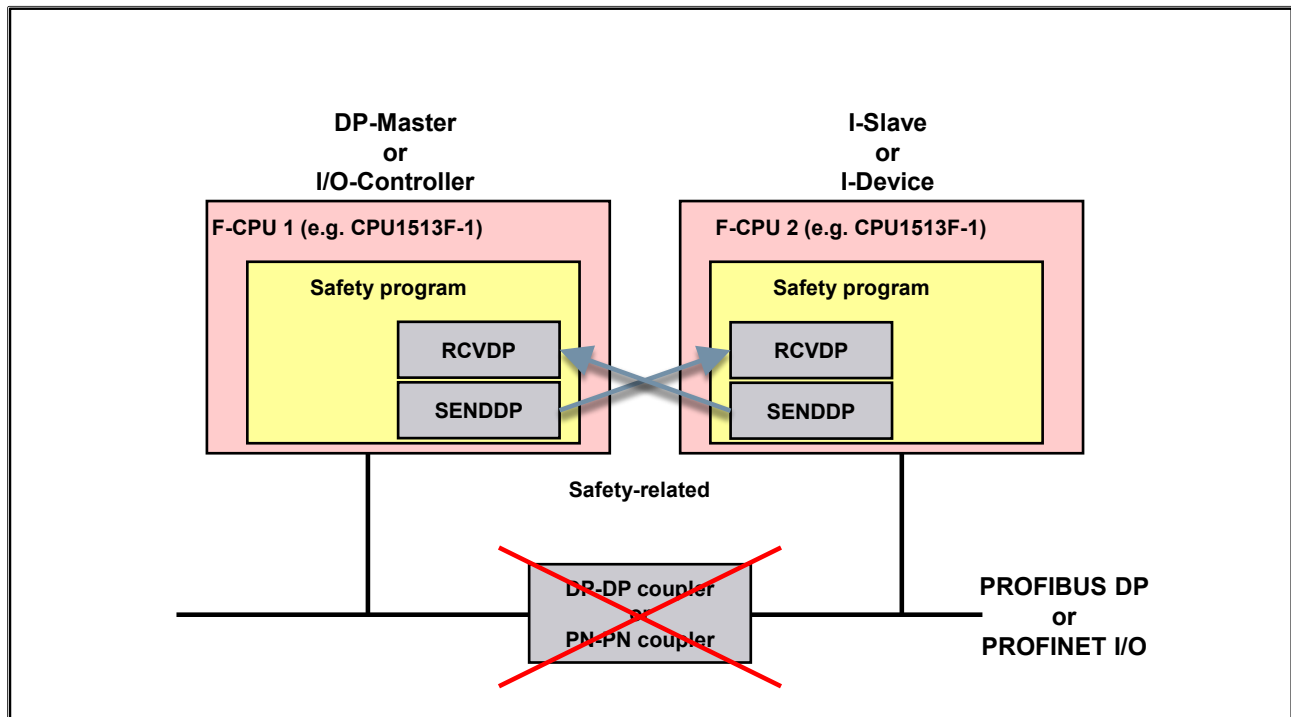 DP-Master
or
I/O-Controller
I-Slave
or
I-Device
F-CPU 1 (e.g. CPU1513F-1)
Safety program
RCVDP
SENDDP
F-CPU 2 (e.g. CPU1513F-1)
Safety program
RCVDP
SENDDP
Safety-related
DP-DP coupler
or
PN-PN coupler
PROFIBUS DP
or
PROFINET I/O